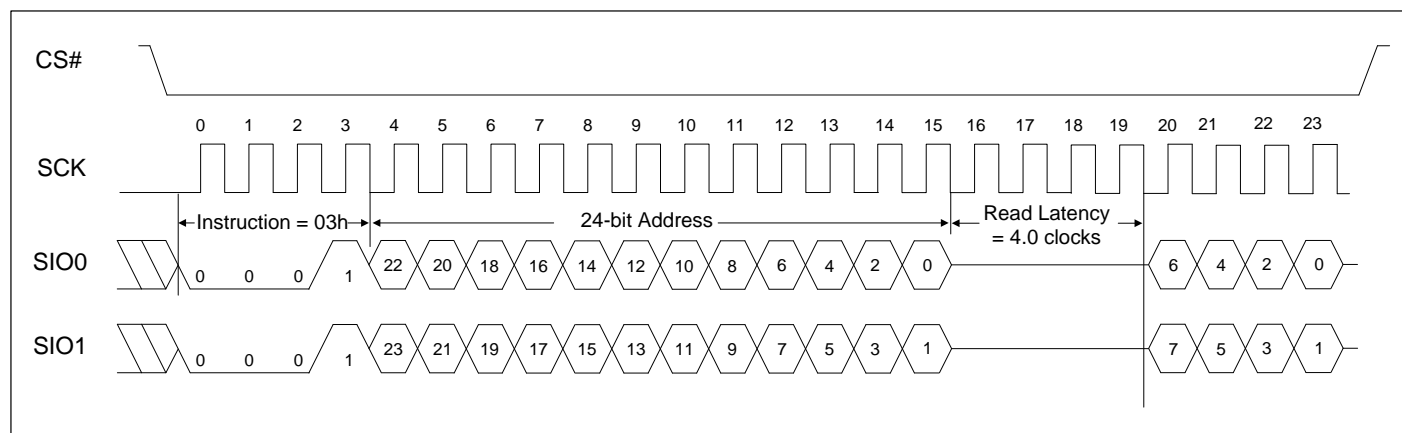 CS#
0 1 2 3 4 5 6 7 8 9 10 11 12 13 14 15 16 17 18 19 20 21 22 23
SCK
Instruction = 03h
24-bit Address
Read Latency
= 4.0 clocks
SIO0 0 0 0 1 22 20 18 16 14 12 10 8 6 4 2 0 6 4 2 0
SIO1 0 0 0 1 23 21 19 17 15 13 11 9 7 5 3 1 7 5 3 1